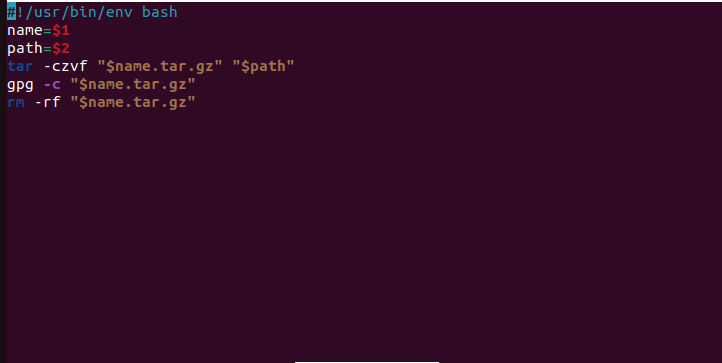 #!/usr/bin/env bash
name=$1
path=$2
tar -czvf "$name.tar.gz" "$path"
gpg -c "$name.tar.gz"
rm -rf "$name.tar.gz"